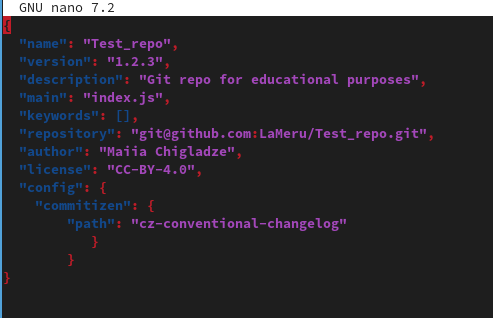 GNU nano 7.2
{
  "name": "Test_repo",
  "version": "1.2.3",
  "description": "Git repo for educational purposes",
  "main": "index.js",
  "keywords": [],
  "repository": "git@github.com:LaMeru/Test_repo.git",
  "author": "Maiia Chigladze",
  "license": "CC-BY-4.0",
  "config": {
    "commitizen": {
        "path": "cz-conventional-changelog"
           }
        }
}